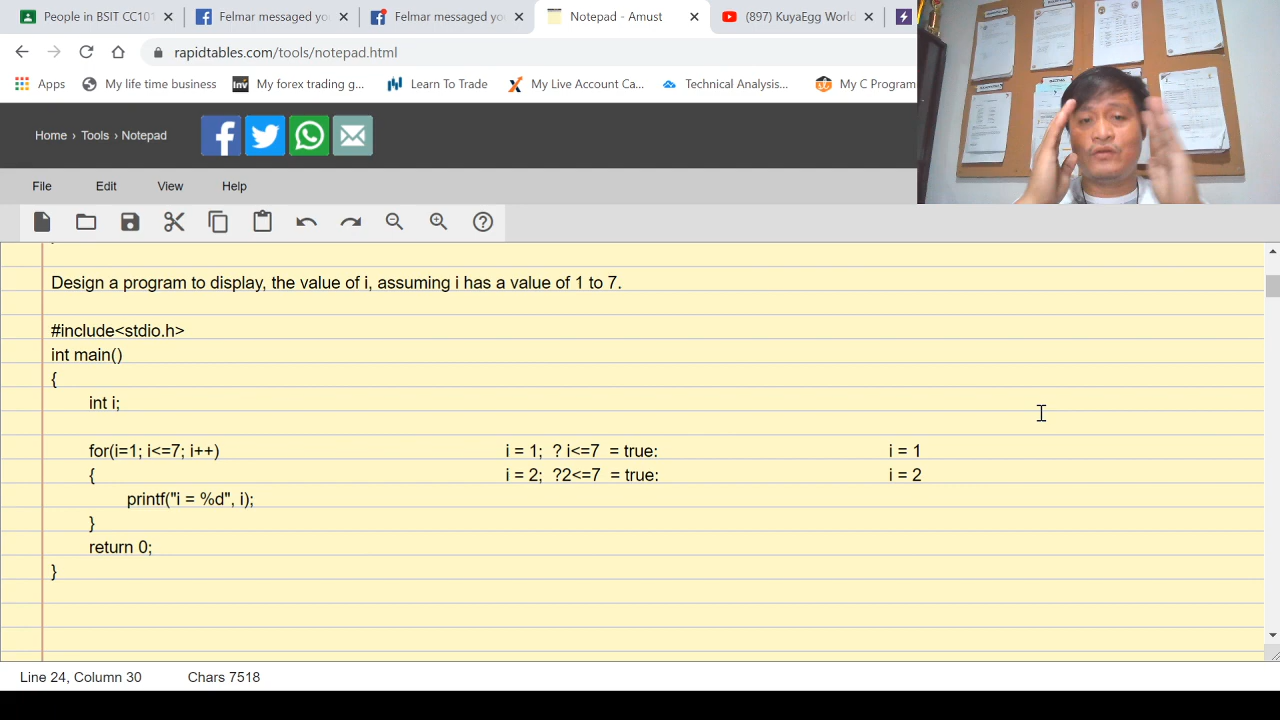 People in BSIT CC101
Felmar messaged yo
Felmar messaged yo
Notepad - Amust
(897) KuyaEgg World
rapidtables.com/tools/notepad.html
Apps
My life time business
My forex trading
Learn To Trade
My Live Account Ca...
Technical Analysis...
My C Program
Home › Tools › Notepad
File
Edit
View
Help
Design a program to display, the value of i, assuming i has a value of 1 to 7.
#include<stdio.h>
int main()
{
int i;
for(i=1; i<=7; i++) i = 1; ? i<=7 = true: i = 1
{ i = 2; ?2<=7 = true: i = 2
printf("i = %d", i);
}
return 0;
}
Line 24, Column 30
Chars 7518